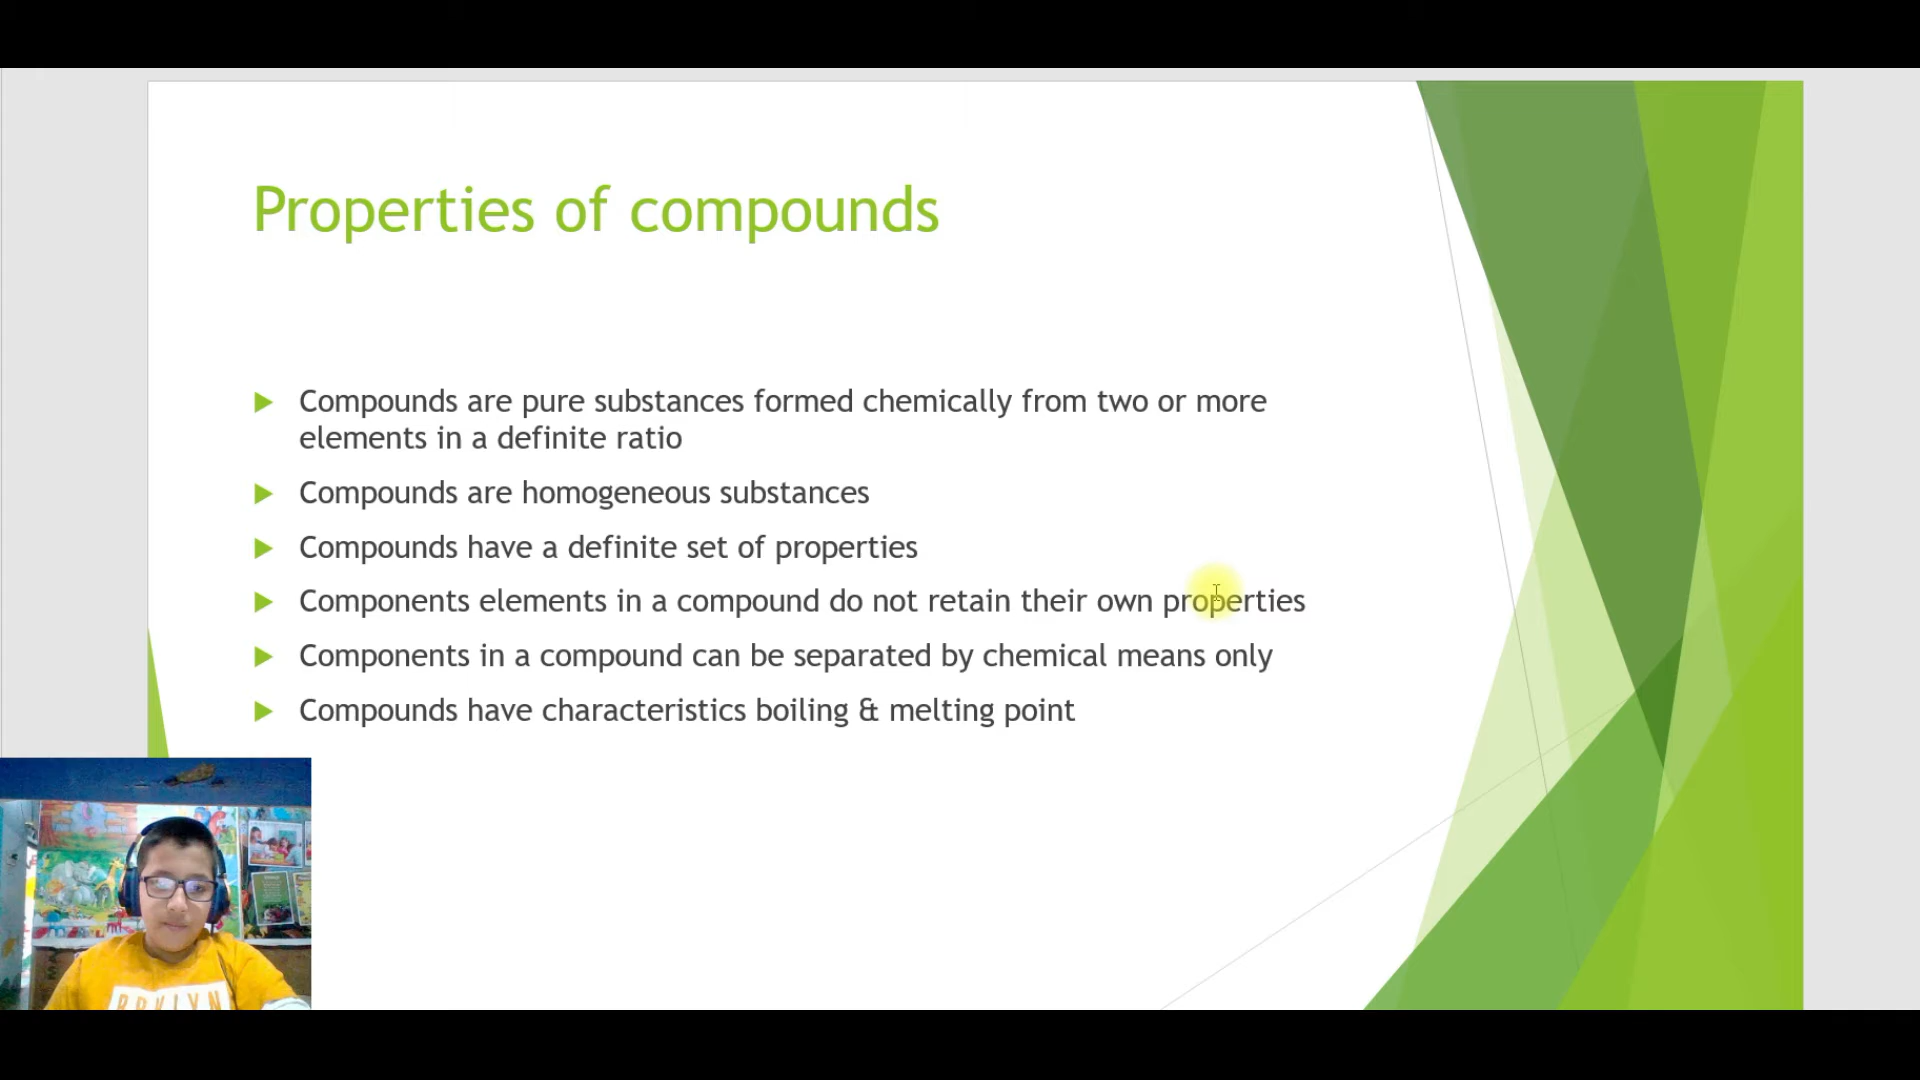 Properties of compounds
Compounds are pure substances formed chemically from two or more
elements in a definite ratio
Compounds are homogeneous substances
Compounds have a definite set of properties
Components elements in a compound do not retain their own properties
Components in a compound can be separated by chemical means only
Compounds have characteristics boiling & melting point
BRKLYN